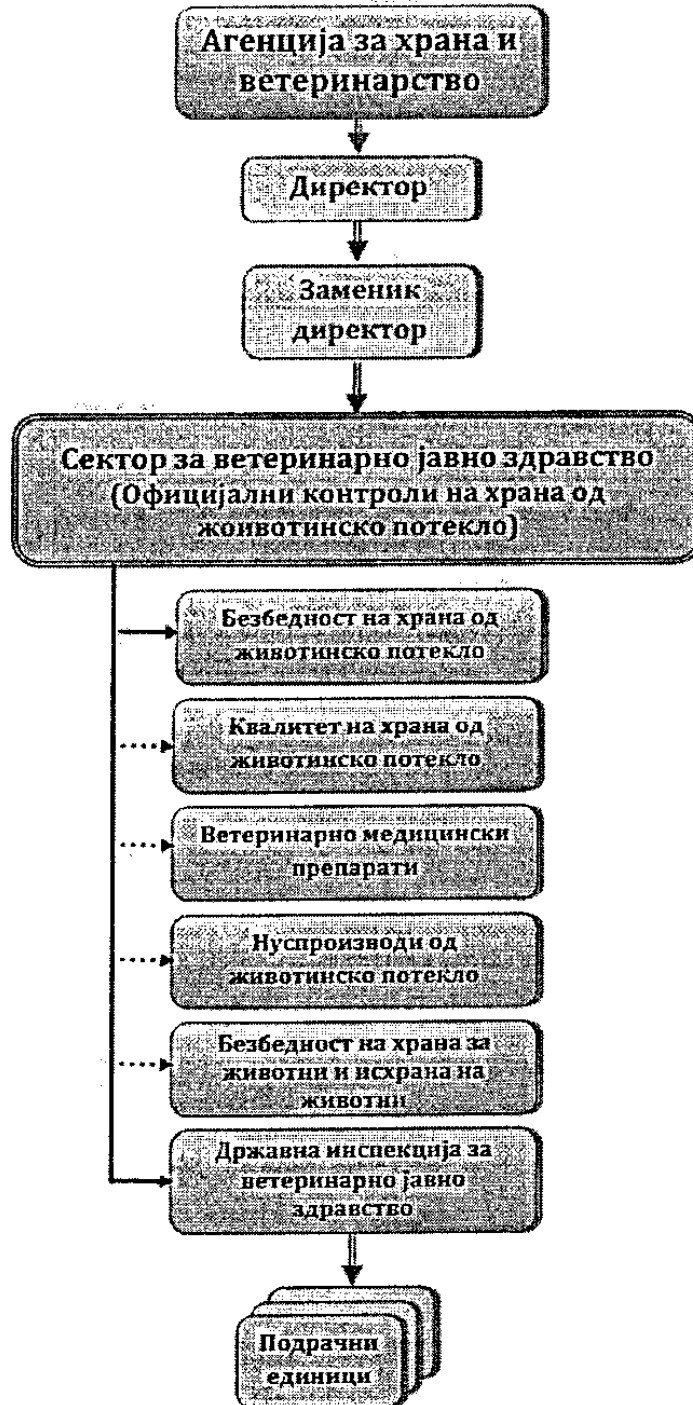 Агенција за храна и
ветеринарство
Директор
Заменик
директор
Сектор за ветеринарно јавно здравство
(Официјални контроли на храна од
жоивотинско потекло)
Безбедност на храна од
животинско потекло
Квалитет на храна од
животинско потекло
Ветеринарно медицински
препарати
Нуспроизводи од
животинско потекло
Безбедност на храна за
животни и исхрана на
животни
Државна инспекција за
ветеринарно јавно
здравство
Подрачни
единици